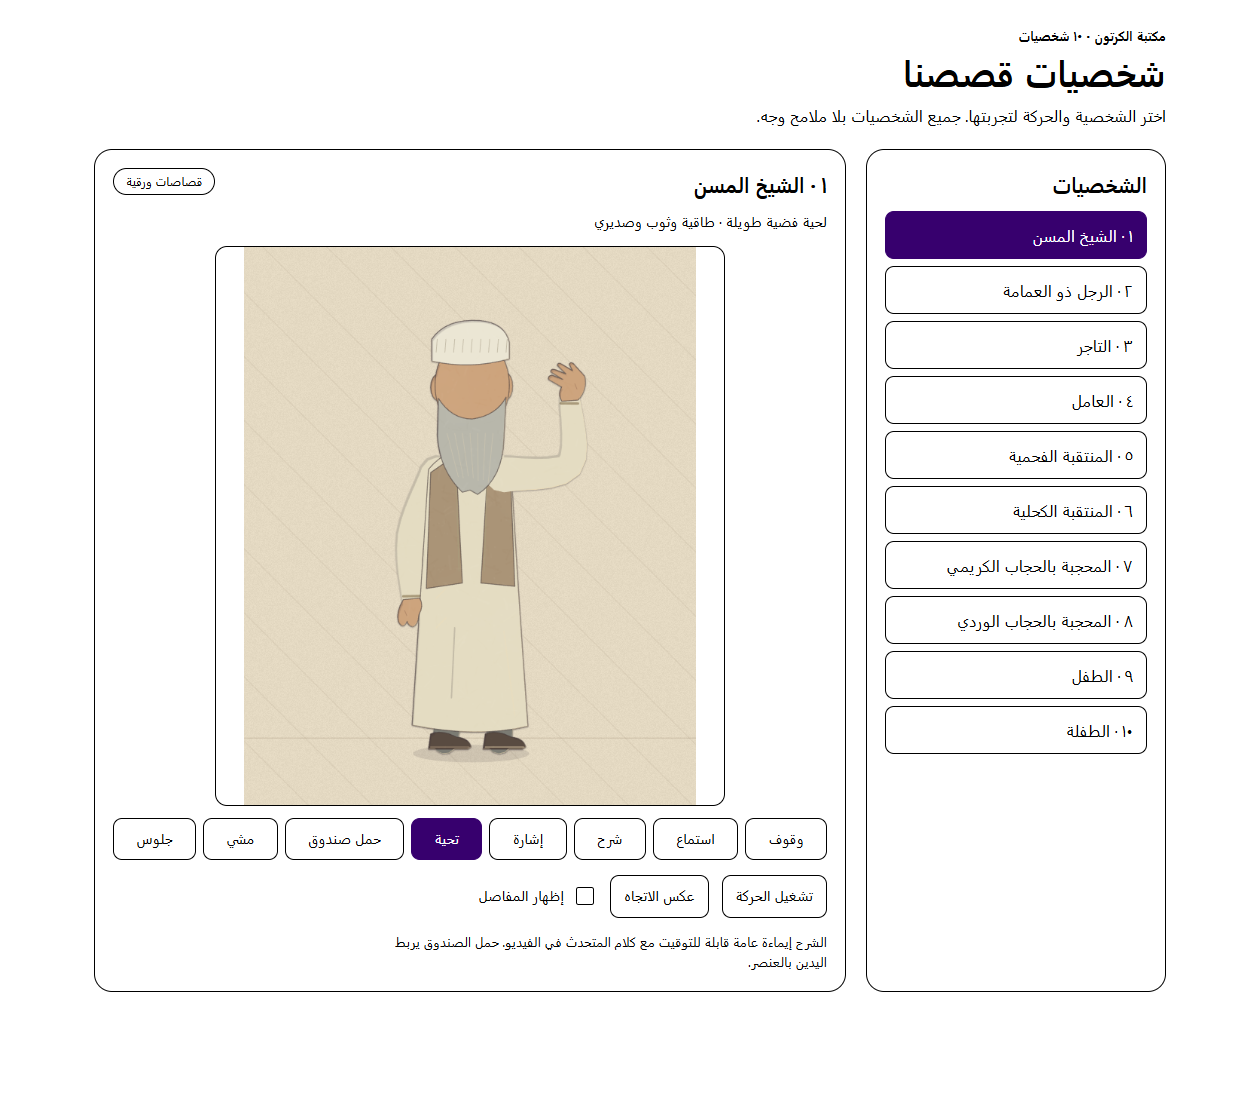 مكتبة الكرتون · ١٠ شخصيات
شخصيات قصصنا
اختر الشخصية والحركة لتجربتها. جميع الشخصيات بلا ملامح وجه.
الشخصيات
٠١ · الشيخ المسن
٠٢ · الرجل ذو العمامة
٠٣ · التاجر
٠٤ · العامل
٠٥ · المنتقبة الفحمية
٠٦ · المنتقبة الكحلية
٠٧ · المحجبة بالحجاب الكريمي
٠٨ · المحجبة بالحجاب الوردي
٠٩ · الطفل
١٠ · الطفلة
٠١ · الشيخ المسن
قصاصات ورقية
لحية فضية طويلة · طاقية وثوب وصديري
وقوف
استماع
شرح
إشارة
تحية
حمل صندوق
مشي
جلوس
تشغيل الحركة
عكس الاتجاه
إظهار المفاصل
الشرح إيماءة عامة قابلة للتوقيت مع كلام المتحدث في الفيديو. حمل الصندوق يربط
اليدين بالعنصر.